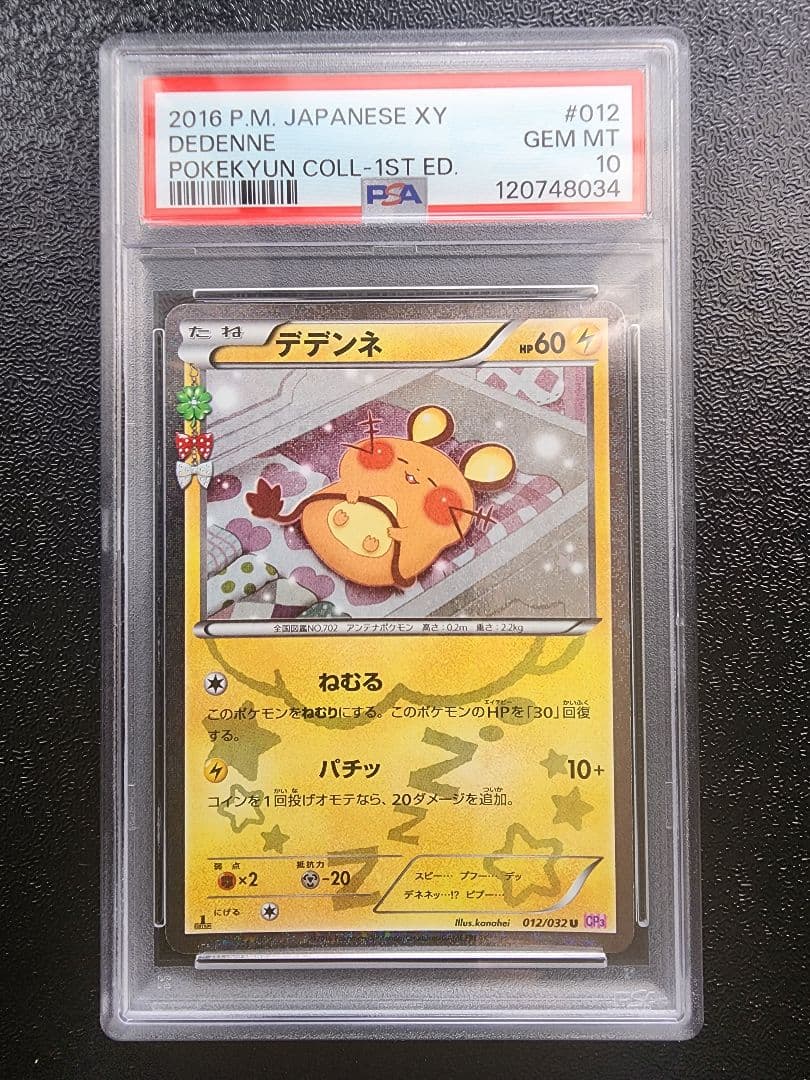 2016 P.M. JAPANESE XY #012
DEDENNE GEM MT
POKEKYUN COLL-1ST ED. 10
PSA 120748034
たね デデンネ HP60
全国図鑑NO.702 アンテナポケモン 高さ:0.2m 重さ:2.2kg
ねむる
このポケモンをねむりにする。このポケモンのHPを「30」回復
する。
パチッ 10+
コインを1回投げオモテなら、20ダメージを追加。
弱点 抵抗力
×2 -20
スピー… プフー… デッ
デネネッ…!? ピプー…
にげる
Illus.kanahei 012/032 U CP3